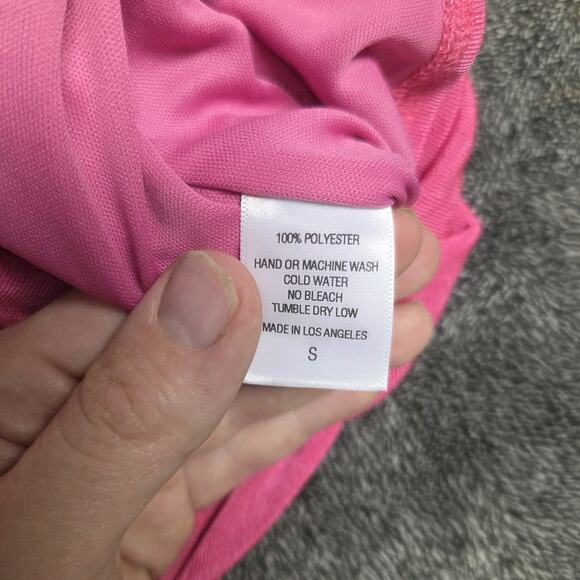 100% POLYESTER
HAND OR MACHINE WASH
COLD WATER
NO BLEACH
TUMBLE DRY LOW
MADE IN LOS ANGELES
S